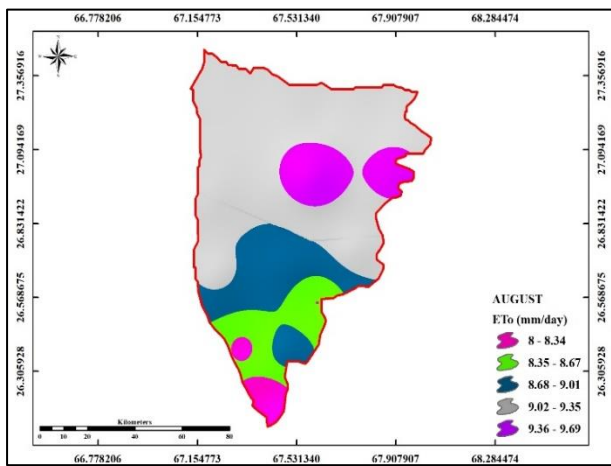 66.778206 67.154773 67.531340 67.907907 68.284474
27.356916 27.356916
27.094169 27.094169
26.831422 26.831422
26.568675 26.568675
26.305928 26.305928
AUGUST
ETo (mm/day)
8 - 8.34
8.35 - 8.67
8.68 - 9.01
9.02 - 9.35
9.36 - 9.69
Kilometers
0 5 10 20 40 60 80
66.778206 67.154773 67.531340 67.907907 68.284474